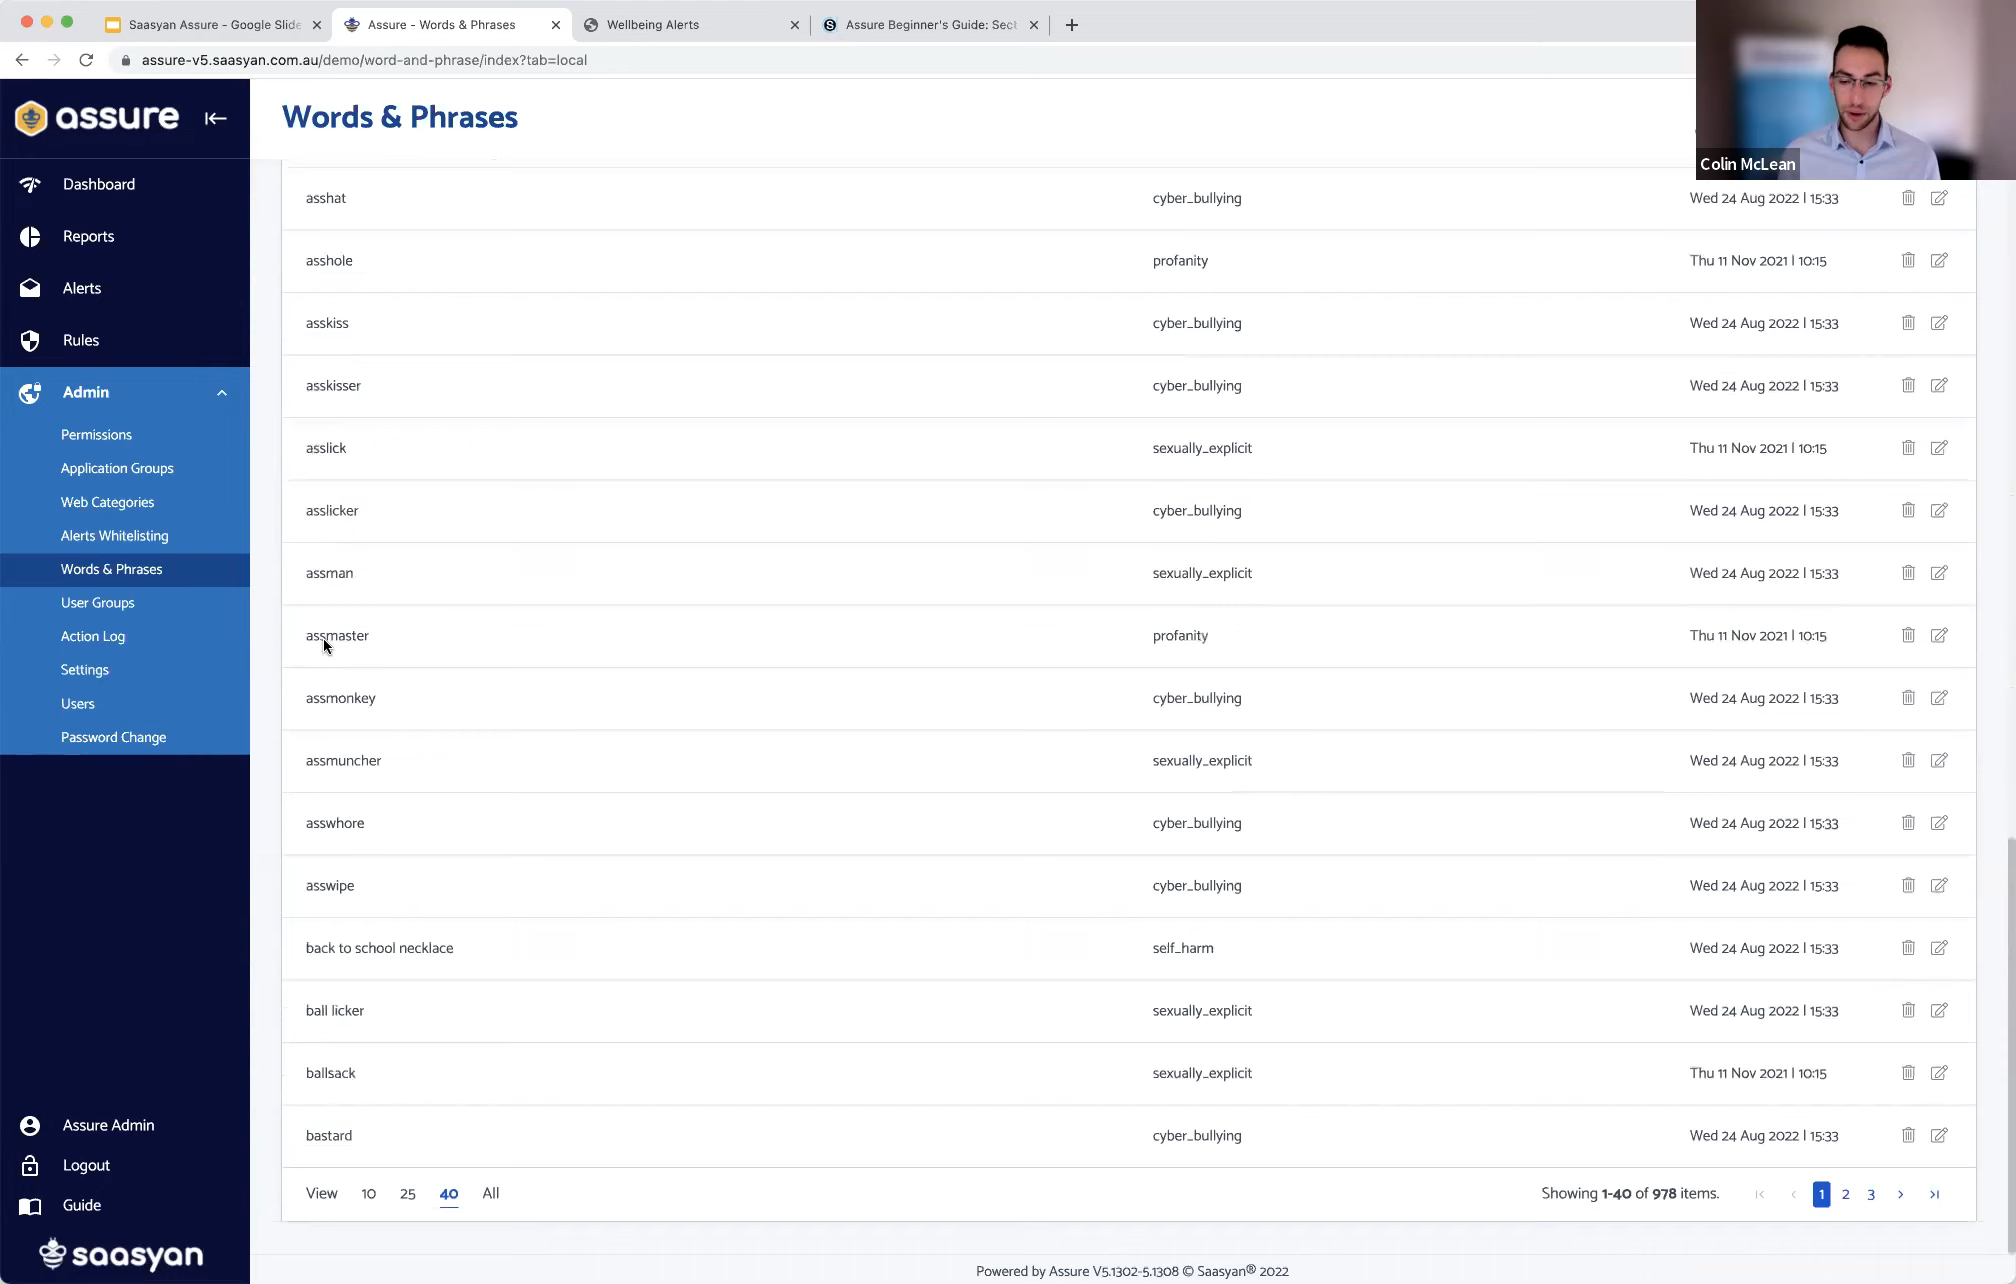 Saasyan Assure - Google Slide
Assure - Words & Phrases
Wellbeing Alerts
Assure Beginner's Guide: Sect
assure-v5.saasyan.com.au/demo/word-and-phrase/index?tab=local
assure
Words & Phrases
Colin McLean
Dashboard
Reports
Alerts
Rules
Admin
Permissions
Application Groups
Web Categories
Alerts Whitelisting
Words & Phrases
User Groups
Action Log
Settings
Users
Password Change
Assure Admin
Logout
Guide
saasyan
asshat cyber_bullying Wed 24 Aug 2022 | 15:33
asshole profanity Thu 11 Nov 2021 | 10:15
asskiss cyber_bullying Wed 24 Aug 2022 | 15:33
asskisser cyber_bullying Wed 24 Aug 2022 | 15:33
asslick sexually_explicit Thu 11 Nov 2021 | 10:15
asslicker cyber_bullying Wed 24 Aug 2022 | 15:33
assman sexually_explicit Wed 24 Aug 2022 | 15:33
assmaster profanity Thu 11 Nov 2021 | 10:15
assmonkey cyber_bullying Wed 24 Aug 2022 | 15:33
assmuncher sexually_explicit Wed 24 Aug 2022 | 15:33
asswhore cyber_bullying Wed 24 Aug 2022 | 15:33
asswipe cyber_bullying Wed 24 Aug 2022 | 15:33
back to school necklace self_harm Wed 24 Aug 2022 | 15:33
ball licker sexually_explicit Wed 24 Aug 2022 | 15:33
ballsack sexually_explicit Thu 11 Nov 2021 | 10:15
bastard cyber_bullying Wed 24 Aug 2022 | 15:33
View 10 25 40 All Showing 1-40 of 978 items. 1 2 3
Powered by Assure V5.1302-5.1308 © Saasyan® 2022